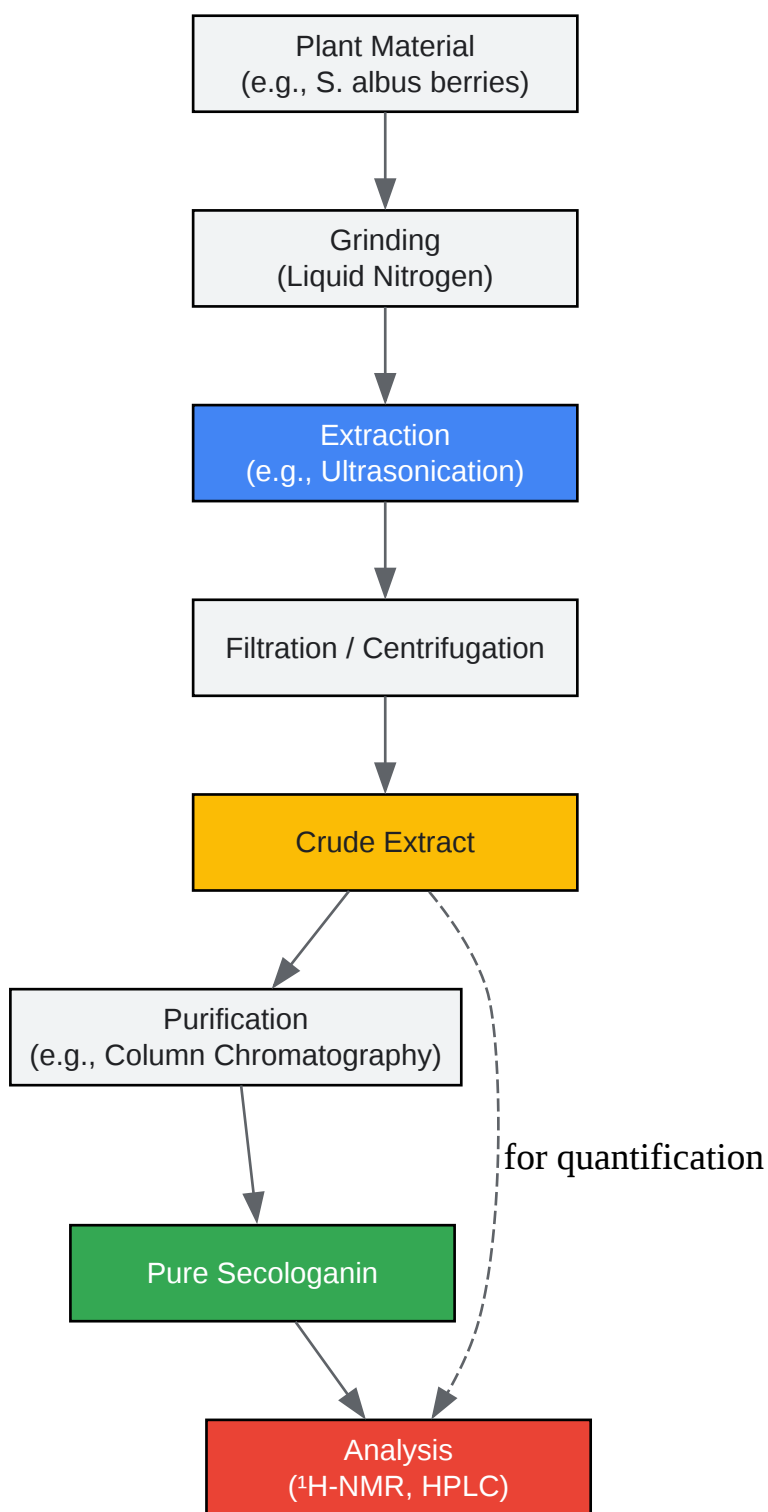 Plant Material
(e.g., S. albus berries)
Grinding
(Liquid Nitrogen)
Extraction
(e.g., Ultrasonication)
Filtration / Centrifugation
Crude Extract
Purification
(e.g., Column Chromatography)
for quantification
Pure Secologanin
Analysis
(¹H-NMR, HPLC)